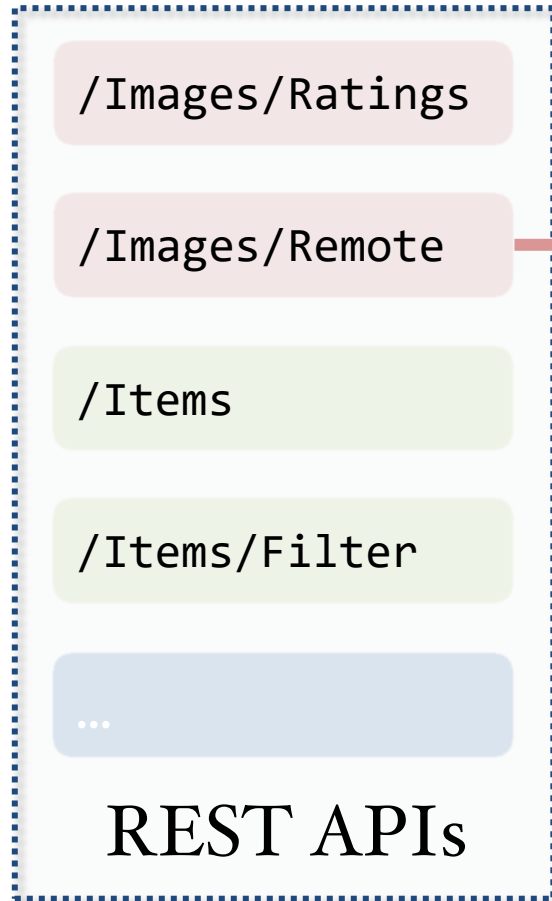 /Images/Ratings
/Images/Remote
/Items
/Items/Filter
…
REST APIs